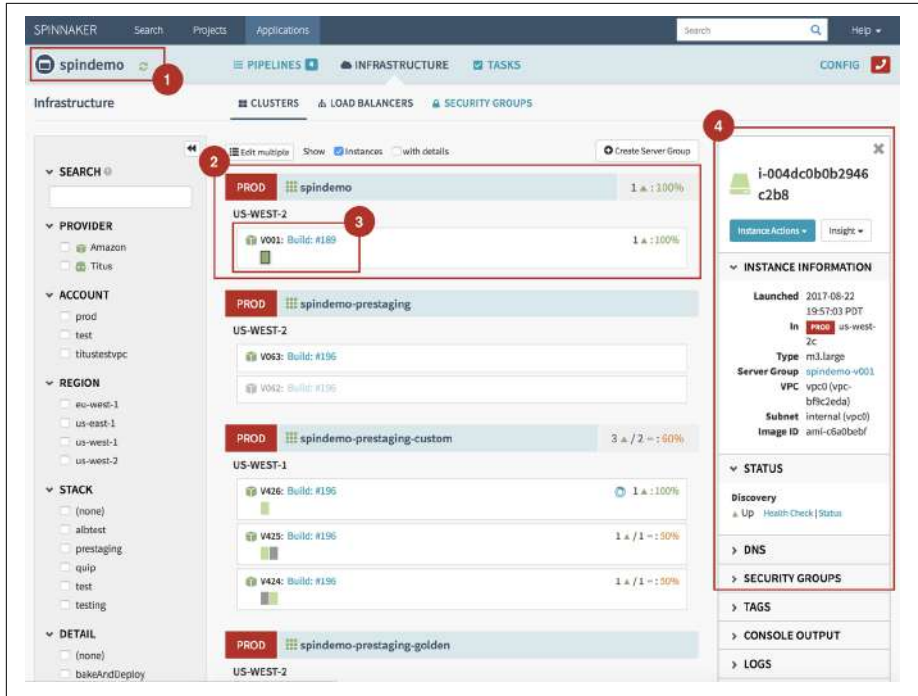 SPINNAKER Search Projects Applications Search Help
spindemo PIPELINES 4 INFRASTRUCTURE TASKS CONFIG
1
Infrastructure CLUSTERS LOAD BALANCERS SECURITY GROUPS
4
Edit multiple Show Instances with details Create Server Group
2
SEARCH
PROVIDER
Amazon
Titus
ACCOUNT
prod
test
titustestvpc
REGION
eu-west-1
us-east-1
us-west-1
us-west-2
STACK
(none)
albtest
prestaging
quip
test
testing
DETAIL
(none)
bakeAndDeploy
PROD spindemo 1 : 100%
US-WEST-2
3
V001: Build: #189 1 : 100%
PROD spindemo-prestaging
US-WEST-2
V063: Build: #196
V062: Build: #196
PROD spindemo-prestaging-custom 3 / 2 : 60%
US-WEST-1
V426: Build: #196 1 : 100%
V425: Build: #196 1 / 1 : 50%
V424: Build: #196 1 / 1 : 50%
PROD spindemo-prestaging-golden
US-WEST-2
i-004dc0b0b2946
c2b8
Instance Actions Insight
INSTANCE INFORMATION
Launched 2017-08-22
19:57:03 PDT
In PROD us-west-
2c
Type m3.large
Server Group spindemo-v001
VPC vpc0 (vpc-
bf9c2eda)
Subnet internal (vpc0)
Image ID ami-c6a0bebf
STATUS
Discovery
Up Health Check | Status
DNS
SECURITY GROUPS
TAGS
CONSOLE OUTPUT
LOGS